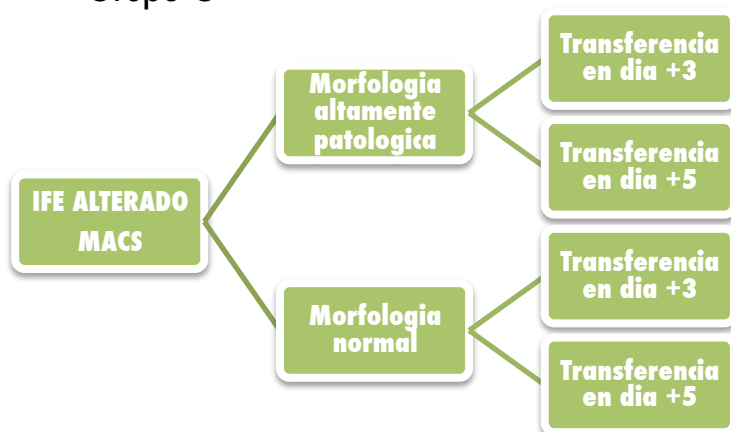 IFE ALTERADO
MACS
Morfologia
altamente
patologica
Transferencia
en dia +3
Transferencia
en dia +5
Morfologia
normal
Transferencia
en dia +3
Transferencia
en dia +5